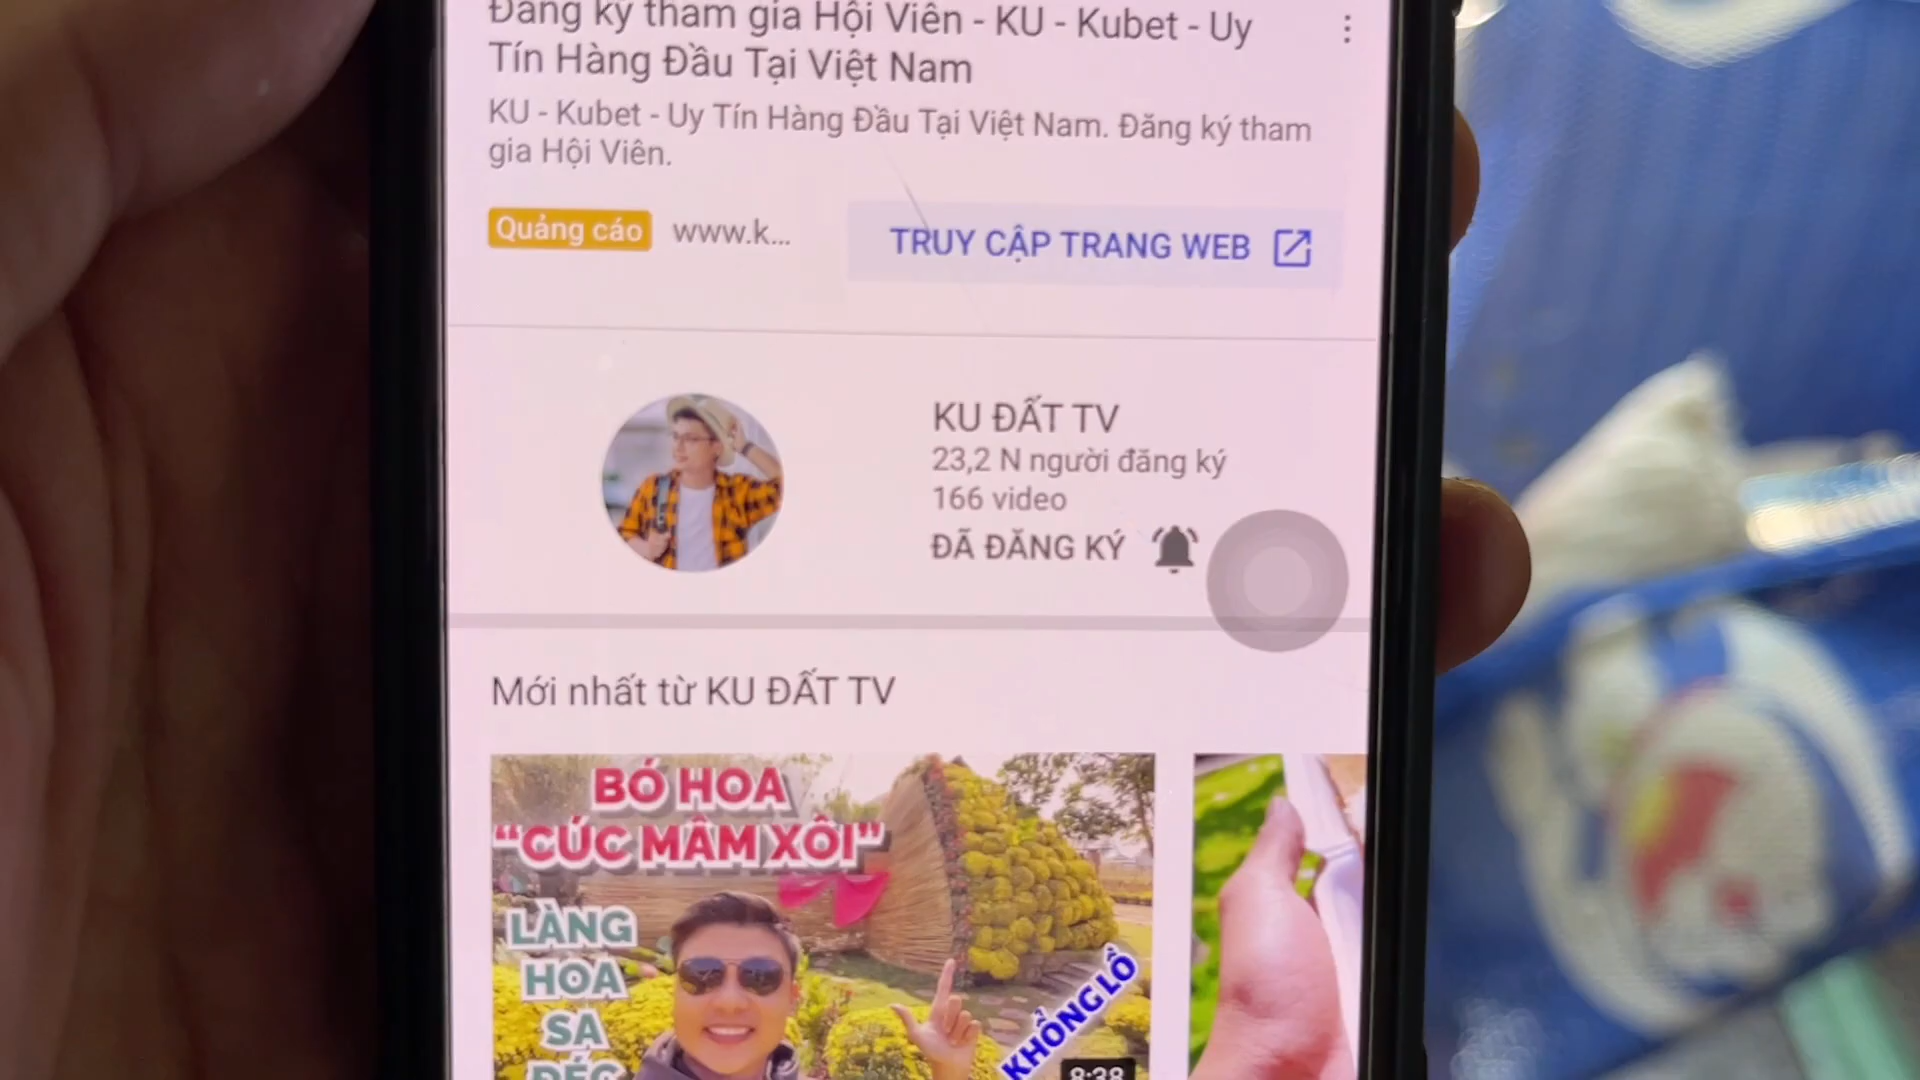 Đăng ký tham gia Hội Viên - KU - Kubet - Uy
Tín Hàng Đầu Tại Việt Nam
KU - Kubet - Uy Tín Hàng Đầu Tại Việt Nam. Đăng ký tham
gia Hội Viên.
Quảng cáo www.k...
TRUY CẬP TRANG WEB
KU ĐẤT TV
23,2 N người đăng ký
166 video
ĐÃ ĐĂNG KÝ
Mới nhất từ KU ĐẤT TV
BÓ HOA
“CÚC MÂM XÔI”
LÀNG
HOA
SA
ĐÉC
KHỔNG LỒ
8:38